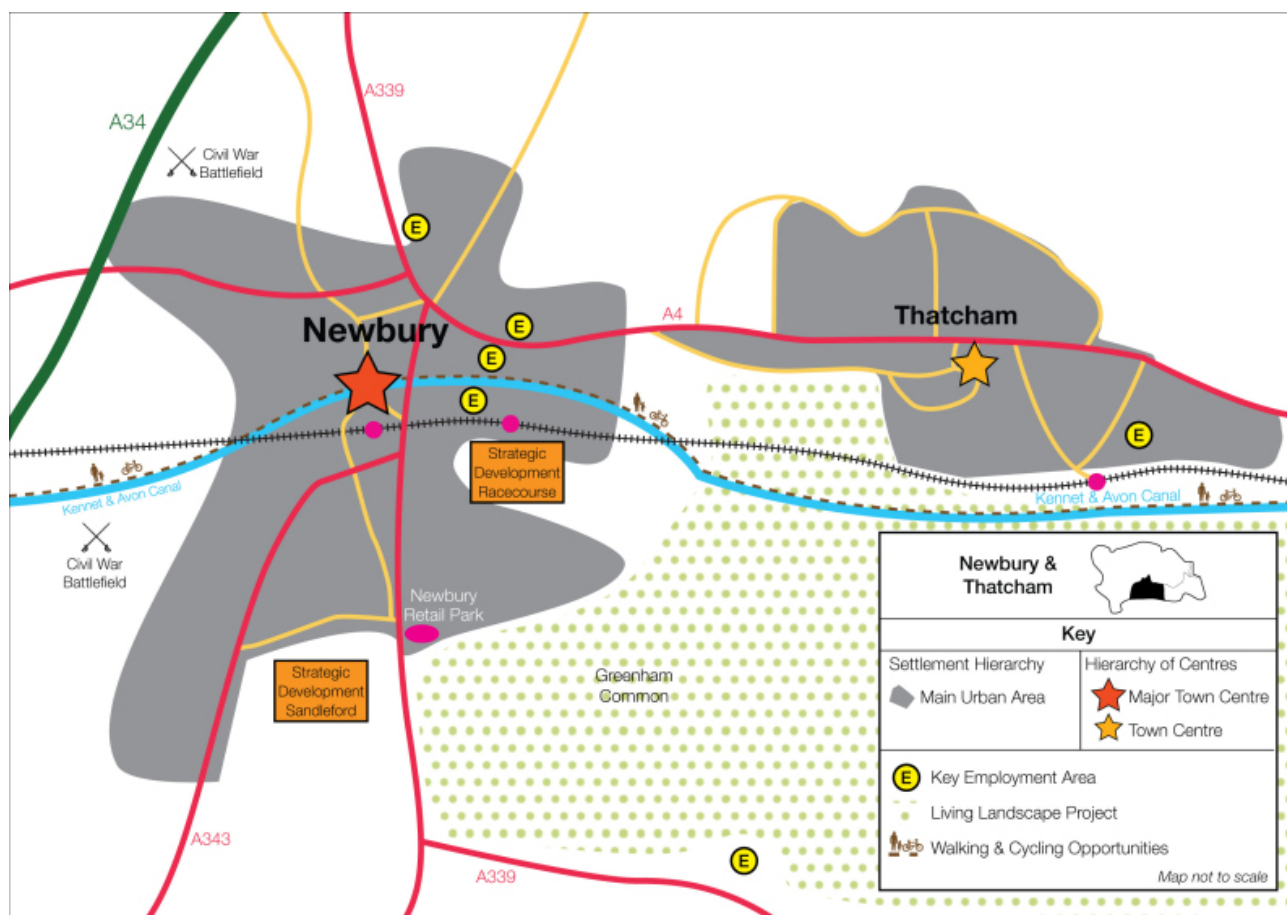 A339
A34
Civil War
Battlefield
E
Newbury
E
A4
Thatcham
E
E
E
Strategic
Development
Racecourse
Kennet & Avon Canal
Kennet & Avon Canal
Civil War
Battlefield
Newbury
Retail Park
Strategic
Development
Sandleford
Greenham
Common
A343
A339
E
Newbury &
Thatcham
Key
Settlement Hierarchy
Main Urban Area
Hierarchy of Centres
Major Town Centre
Town Centre
E Key Employment Area
Living Landscape Project
Walking & Cycling Opportunities
Map not to scale